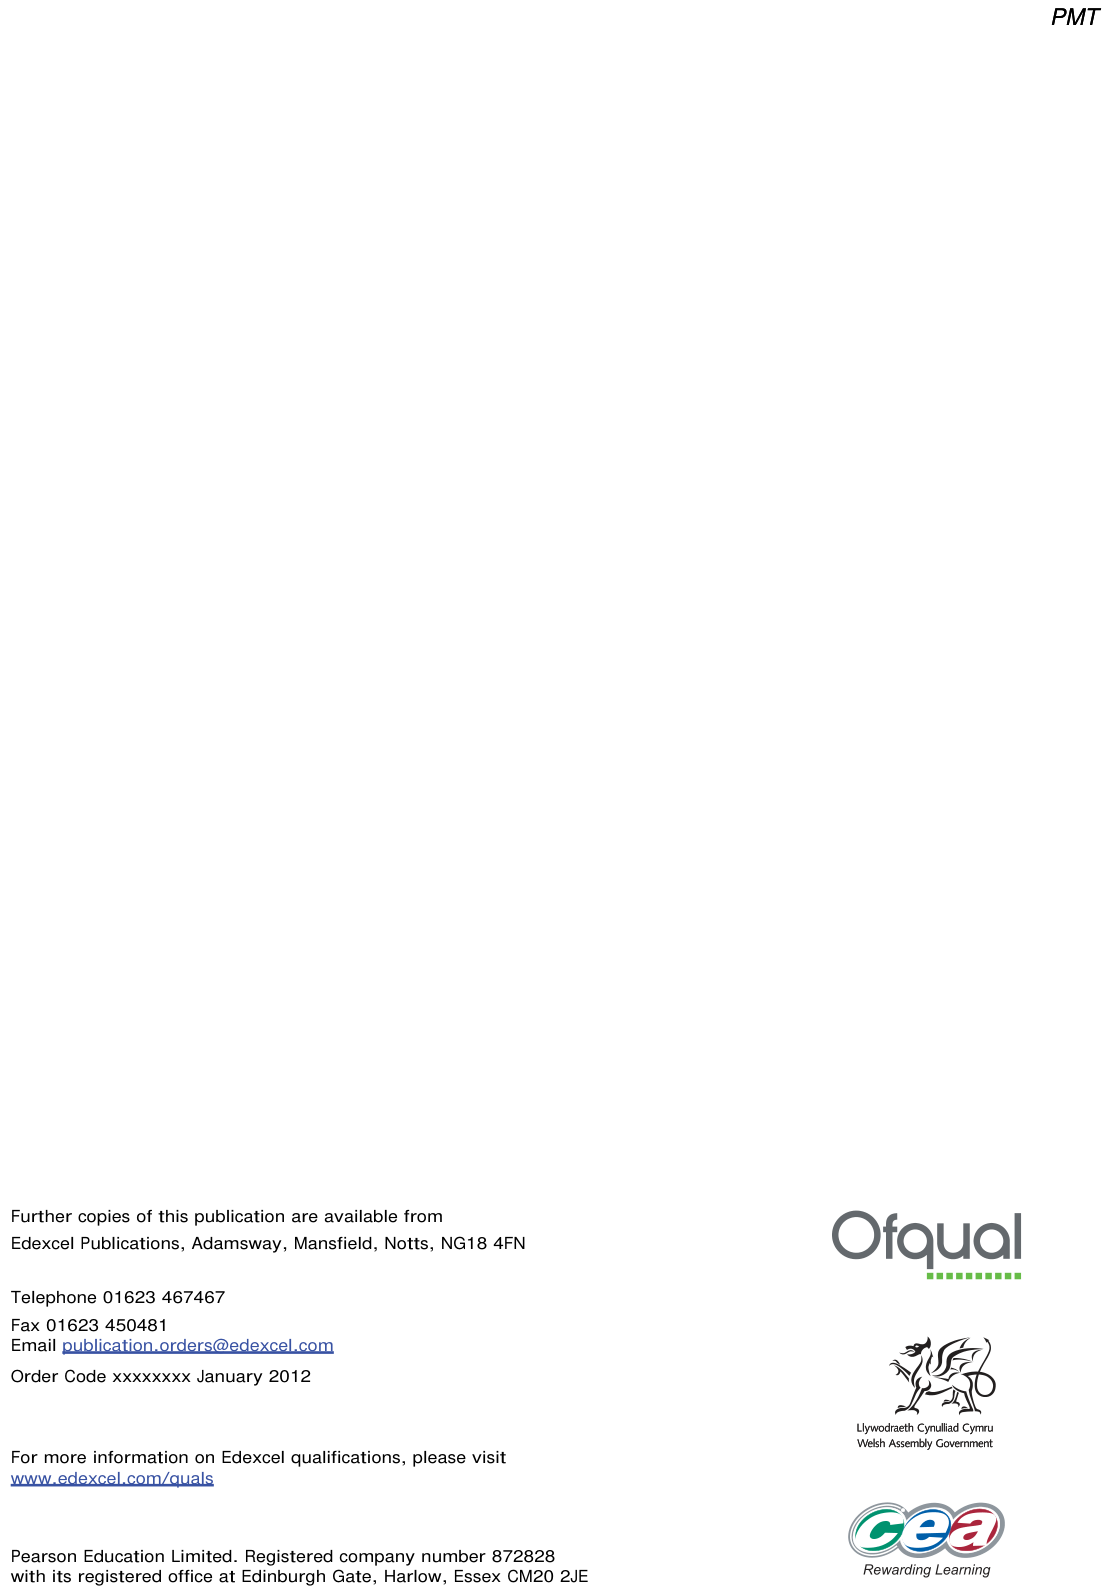 PMT
Further copies of this publication are available from
Edexcel Publications, Adamsway, Mansfield, Notts, NG18 4FN
Telephone 01623 467467
Fax 01623 450481
Email publication.orders@edexcel.com
Order Code xxxxxxxx January 2012
For more information on Edexcel qualifications, please visit
www.edexcel.com/quals
Pearson Education Limited. Registered company number 872828
with its registered office at Edinburgh Gate, Harlow, Essex CM20 2JE
Ofqual
Llywodraeth Cynulliad Cymru
Welsh Assembly Government
cea
Rewarding Learning